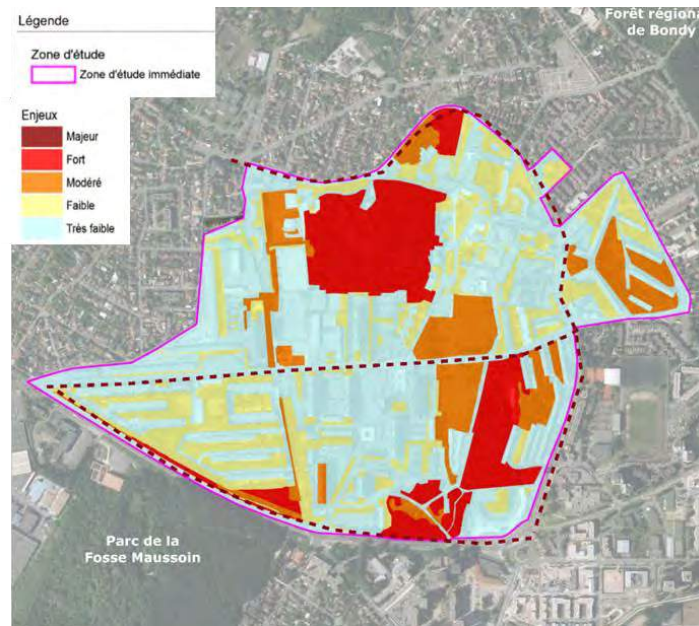 Légende
Zone d'étude
Zone d'étude immédiate
Enjeux
Majeur
Fort
Modéré
Faible
Très faible
Forêt région
de Bondy
Parc de la
Fosse Maussoin